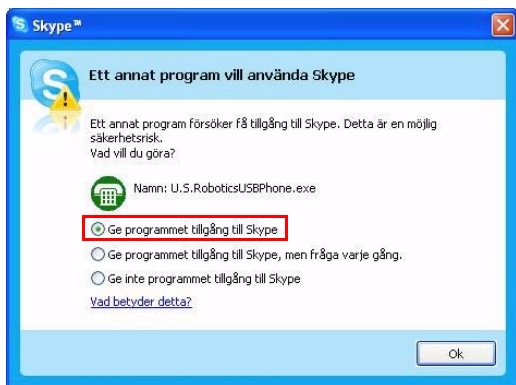 Skype™
Ett annat program vill använda Skype
Ett annat program försöker få tillgång till Skype. Detta är en möjlig
säkerhetsrisk.
Vad vill du göra?
Namn: U.S.RoboticsUSBPhone.exe
Ge programmet tillgång till Skype
Ge programmet tillgång till Skype, men fråga varje gång.
Ge inte programmet tillgång till Skype
Vad betyder detta?
Ok